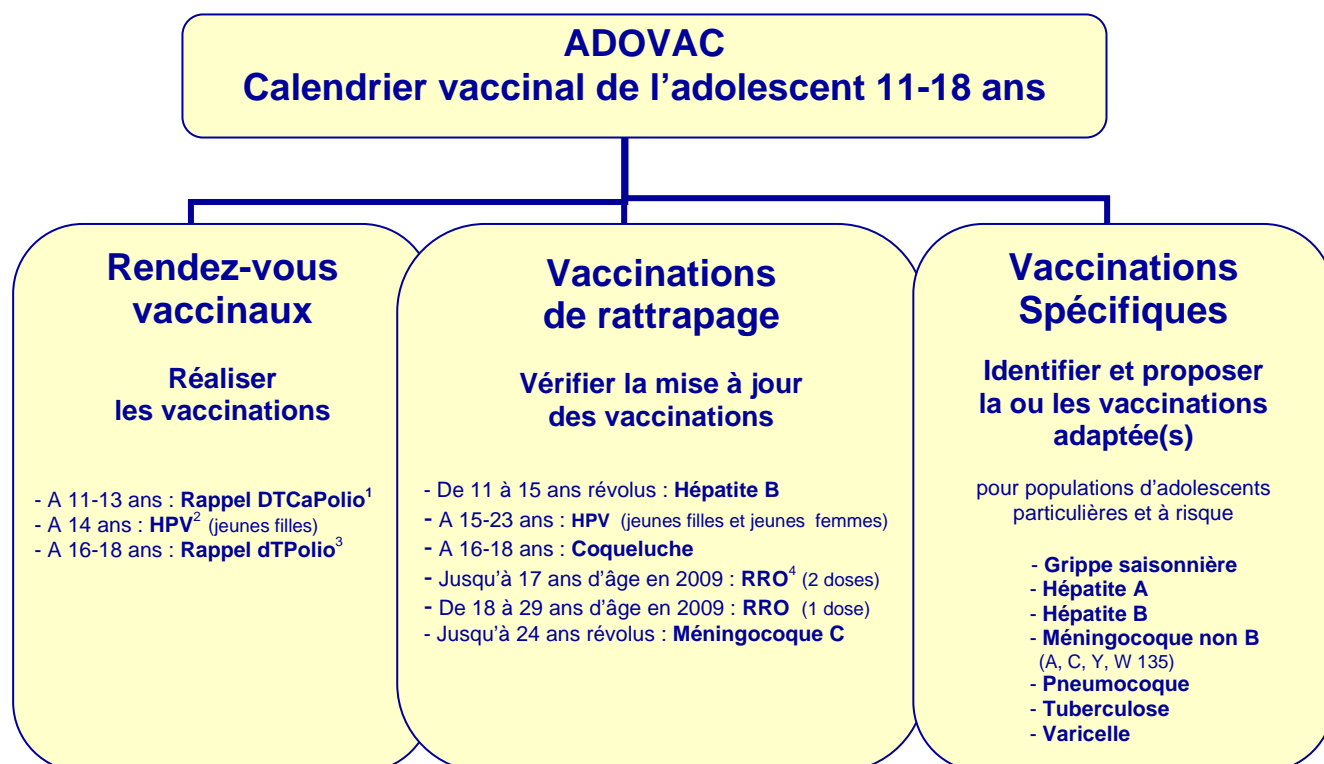 ADOVAC
Calendrier vaccinal de l’adolescent 11-18 ans
Rendez-vous
vaccinaux
Réaliser
les vaccinations
- A 11-13 ans : Rappel DTCaPolio¹
- A 14 ans : HPV² (jeunes filles)
- A 16-18 ans : Rappel dTPolio³
Vaccinations
de rattrapage
Vérifier la mise à jour
des vaccinations
- De 11 à 15 ans révolus : Hépatite B
- A 15-23 ans : HPV (jeunes filles et jeunes femmes)
- A 16-18 ans : Coqueluche
- Jusqu’à 17 ans d’âge en 2009 : RRO⁴ (2 doses)
- De 18 à 29 ans d’âge en 2009 : RRO (1 dose)
- Jusqu’à 24 ans révolus : Méningocoque C
Vaccinations
Spécifiques
Identifier et proposer
la ou les vaccinations
adaptée(s)
pour populations d’adolescents
particulières et à risque
- Grippe saisonnière
- Hépatite A
- Hépatite B
- Méningocoque non B
(A, C, Y, W 135)
- Pneumocoque
- Tuberculose
- Varicelle